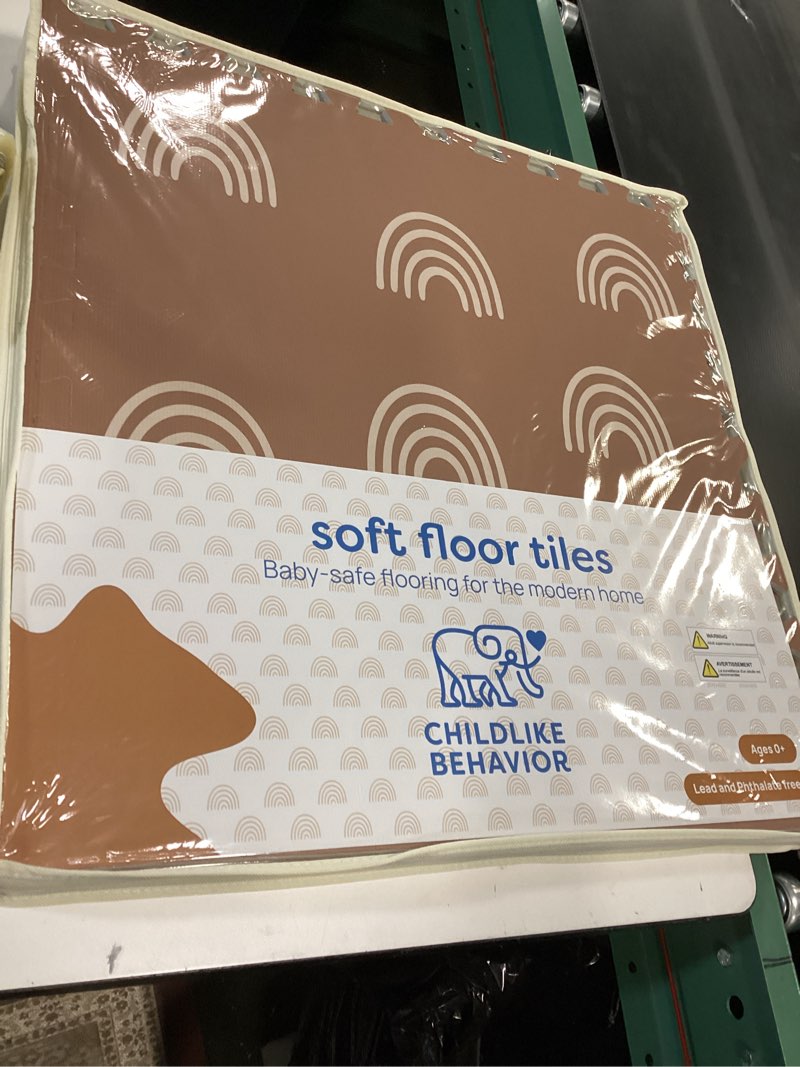 soft floor tiles
Baby-safe flooring for the modern home
WARNING
AVERTISSEMENT
CHILDLIKE
BEHAVIOR
Ages 0+
Lead and Phthalate free